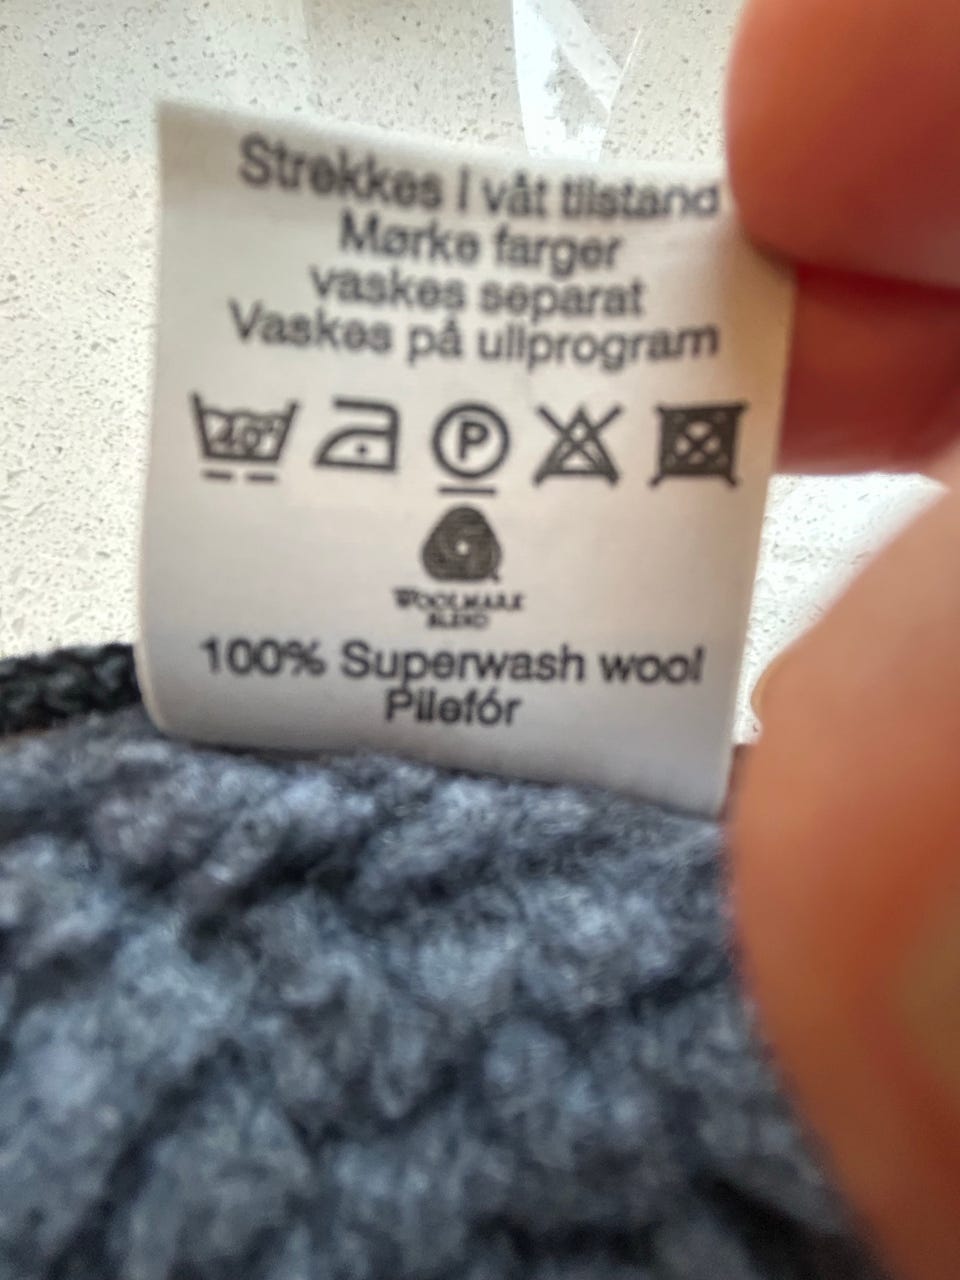 Strekkes i våt tilstand
Mørke farger
vaskes separat
Vaskes på ullprogram
40°
P
WOOLMARK
BLEND
100% Superwash wool
Pilefór